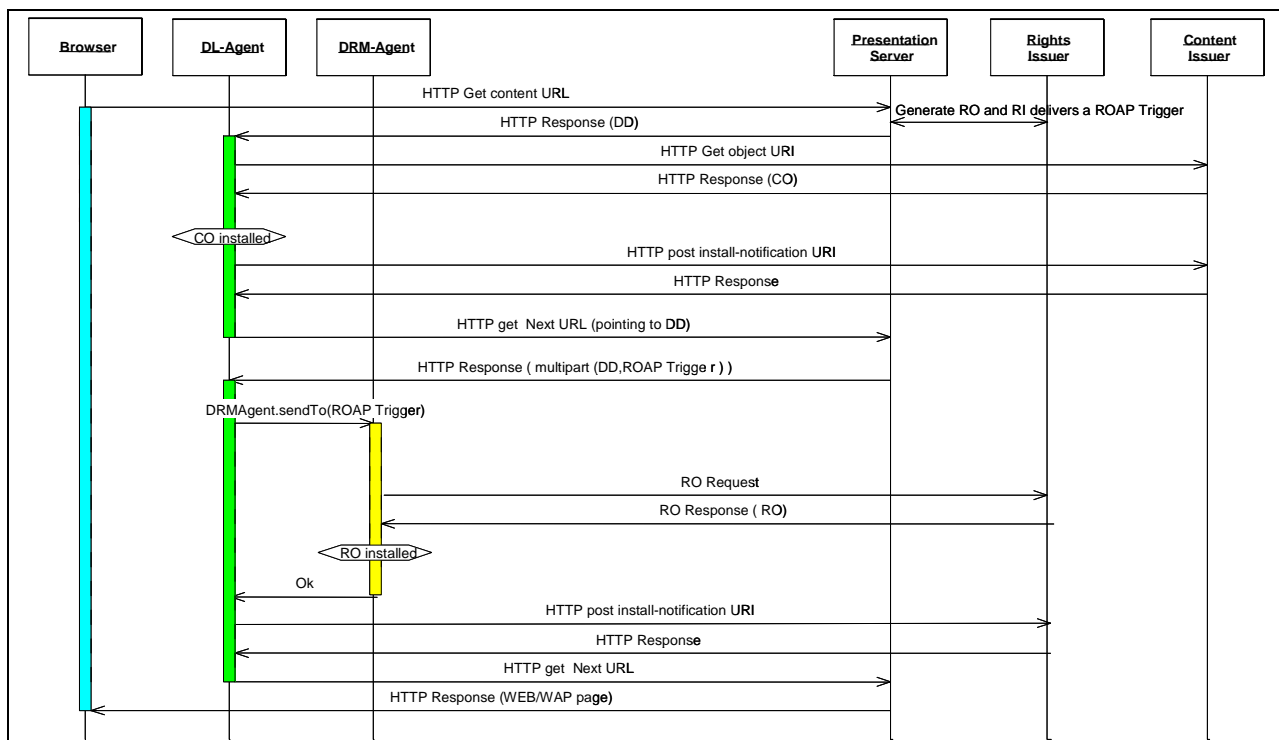 Browser
DL-Agent
DRM-Agent
Presentation
Server
Rights
Issuer
Content
Issuer
HTTP Get content URL
Generate RO and RI delivers a ROAP Trigger
HTTP Response (DD)
HTTP Get object URI
HTTP Response (CO)
CO installed
HTTP post install-notification URI
HTTP Response
HTTP get Next URL (pointing to DD)
HTTP Response ( multipart (DD,ROAP Trigge r ) )
DRMAgent.sendTo(ROAP Trigger)
RO Request
RO Response ( RO)
RO installed
Ok
HTTP post install-notification URI
HTTP Response
HTTP get Next URL
HTTP Response (WEB/WAP page)